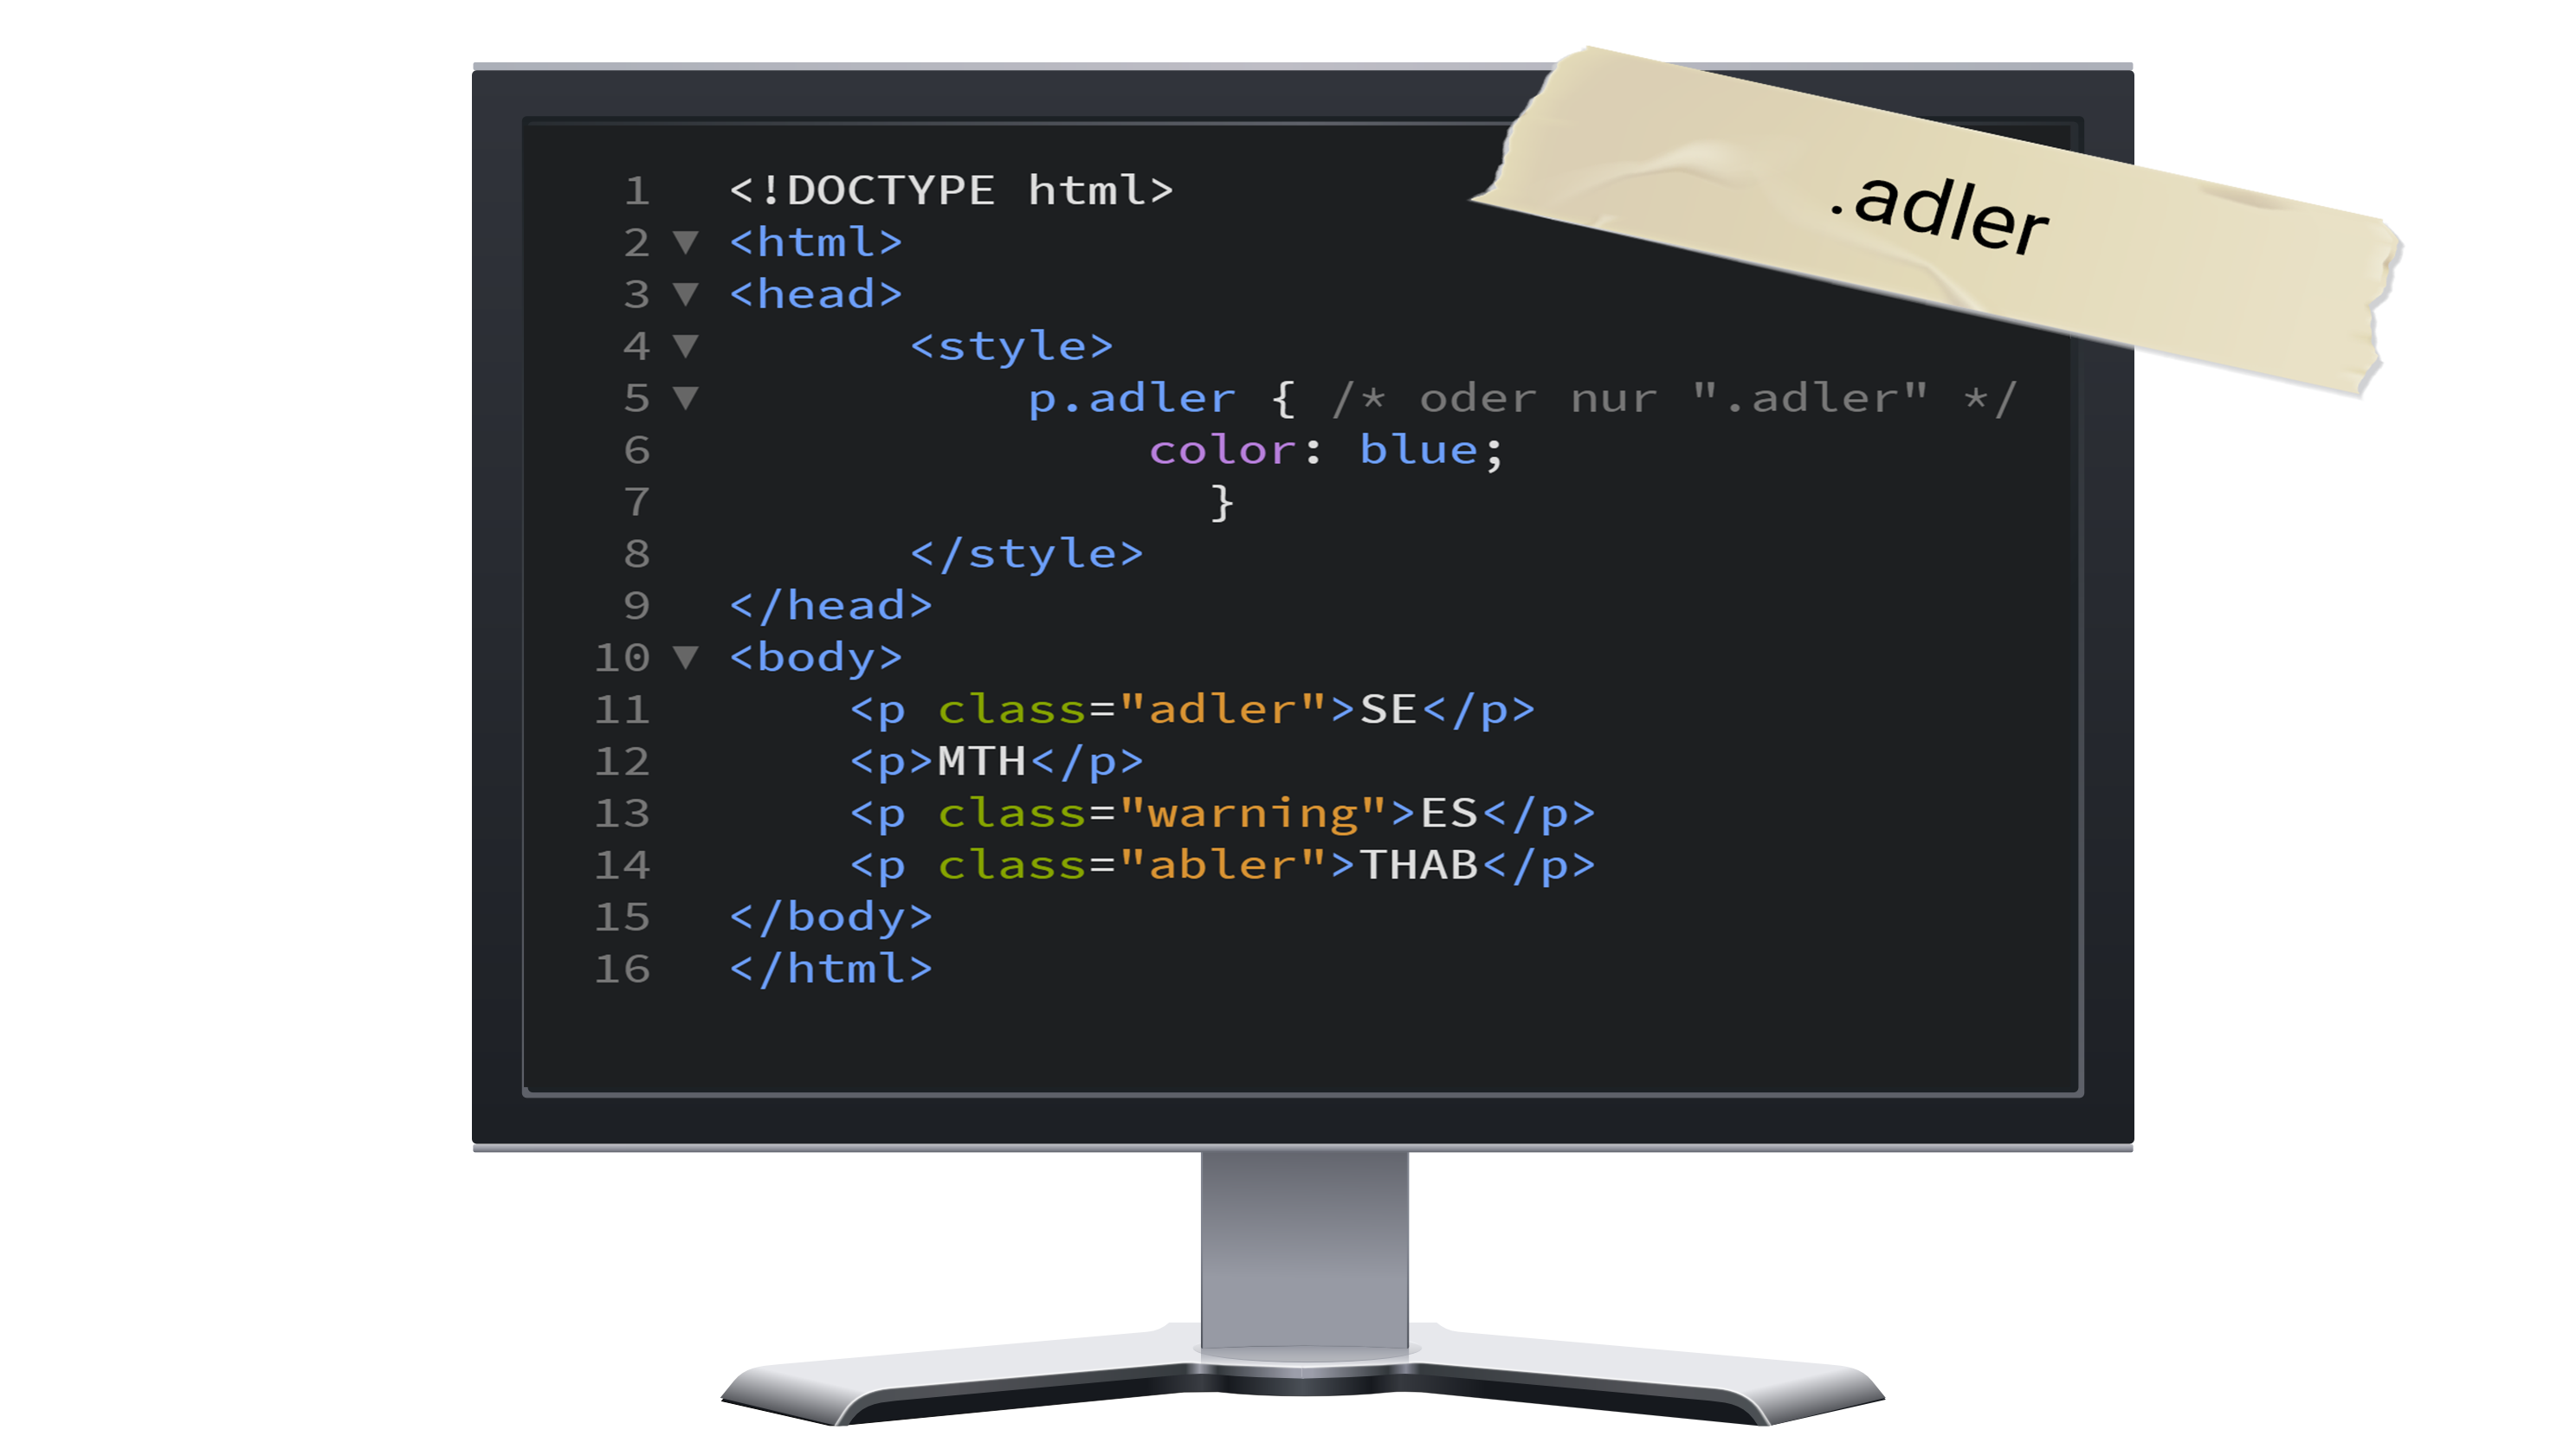 .adler
1 <!DOCTYPE html>
2 ▼ <html>
3 ▼ <head>
4 ▼ <style>
5 ▼ p.adler { /* oder nur ".adler" */
6 color: blue;
7 }
8 </style>
9 </head>
10 ▼ <body>
11 <p class="adler">SE</p>
12 <p>MTH</p>
13 <p class="warning">ES</p>
14 <p class="abler">THAB</p>
15 </body>
16 </html>